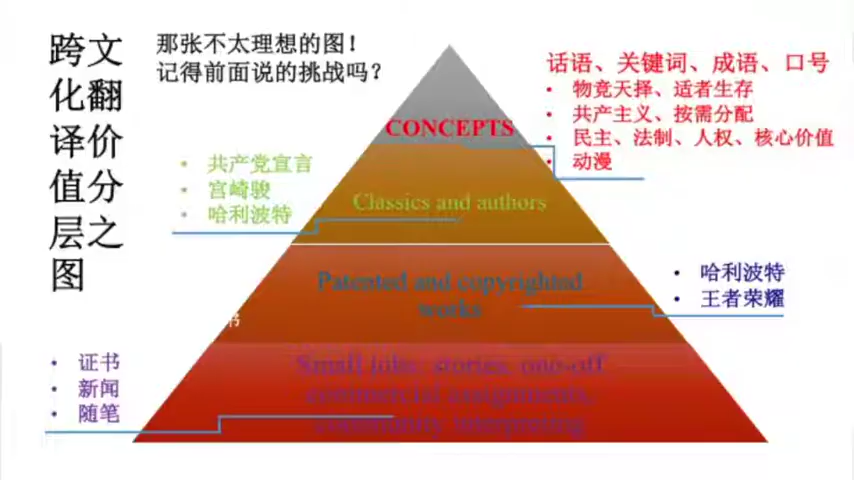 跨文化翻译价值分层之图
那张不太理想的图！
记得前面说的挑战吗？
话语、关键词、成语、口号
• 物竞天择、适者生存
• 共产主义、按需分配
• 民主、法制、人权、核心价值
• 动漫
CONCEPTS
• 共产党宣言
• 宫崎骏
• 哈利波特
Classics and authors
Patented and copyrighted
works
• 哈利波特
• 王者荣耀
书
• 证书
• 新闻
• 随笔
Small jobs: stories, one-off
commercial assignments,
community interpreting